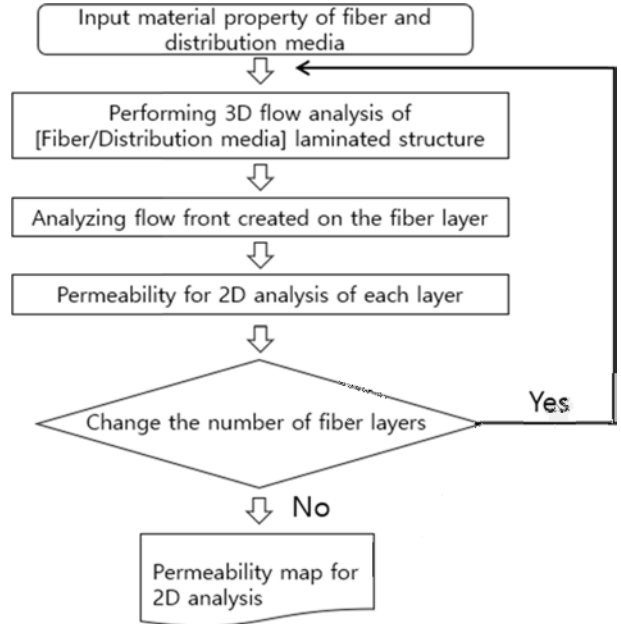 Input material property of fiber and
distribution media
Performing 3D flow analysis of
[Fiber/Distribution media] laminated structure
Analyzing flow front created on the fiber layer
Permeability for 2D analysis of each layer
Change the number of fiber layers
Yes
No
Permeability map for
2D analysis